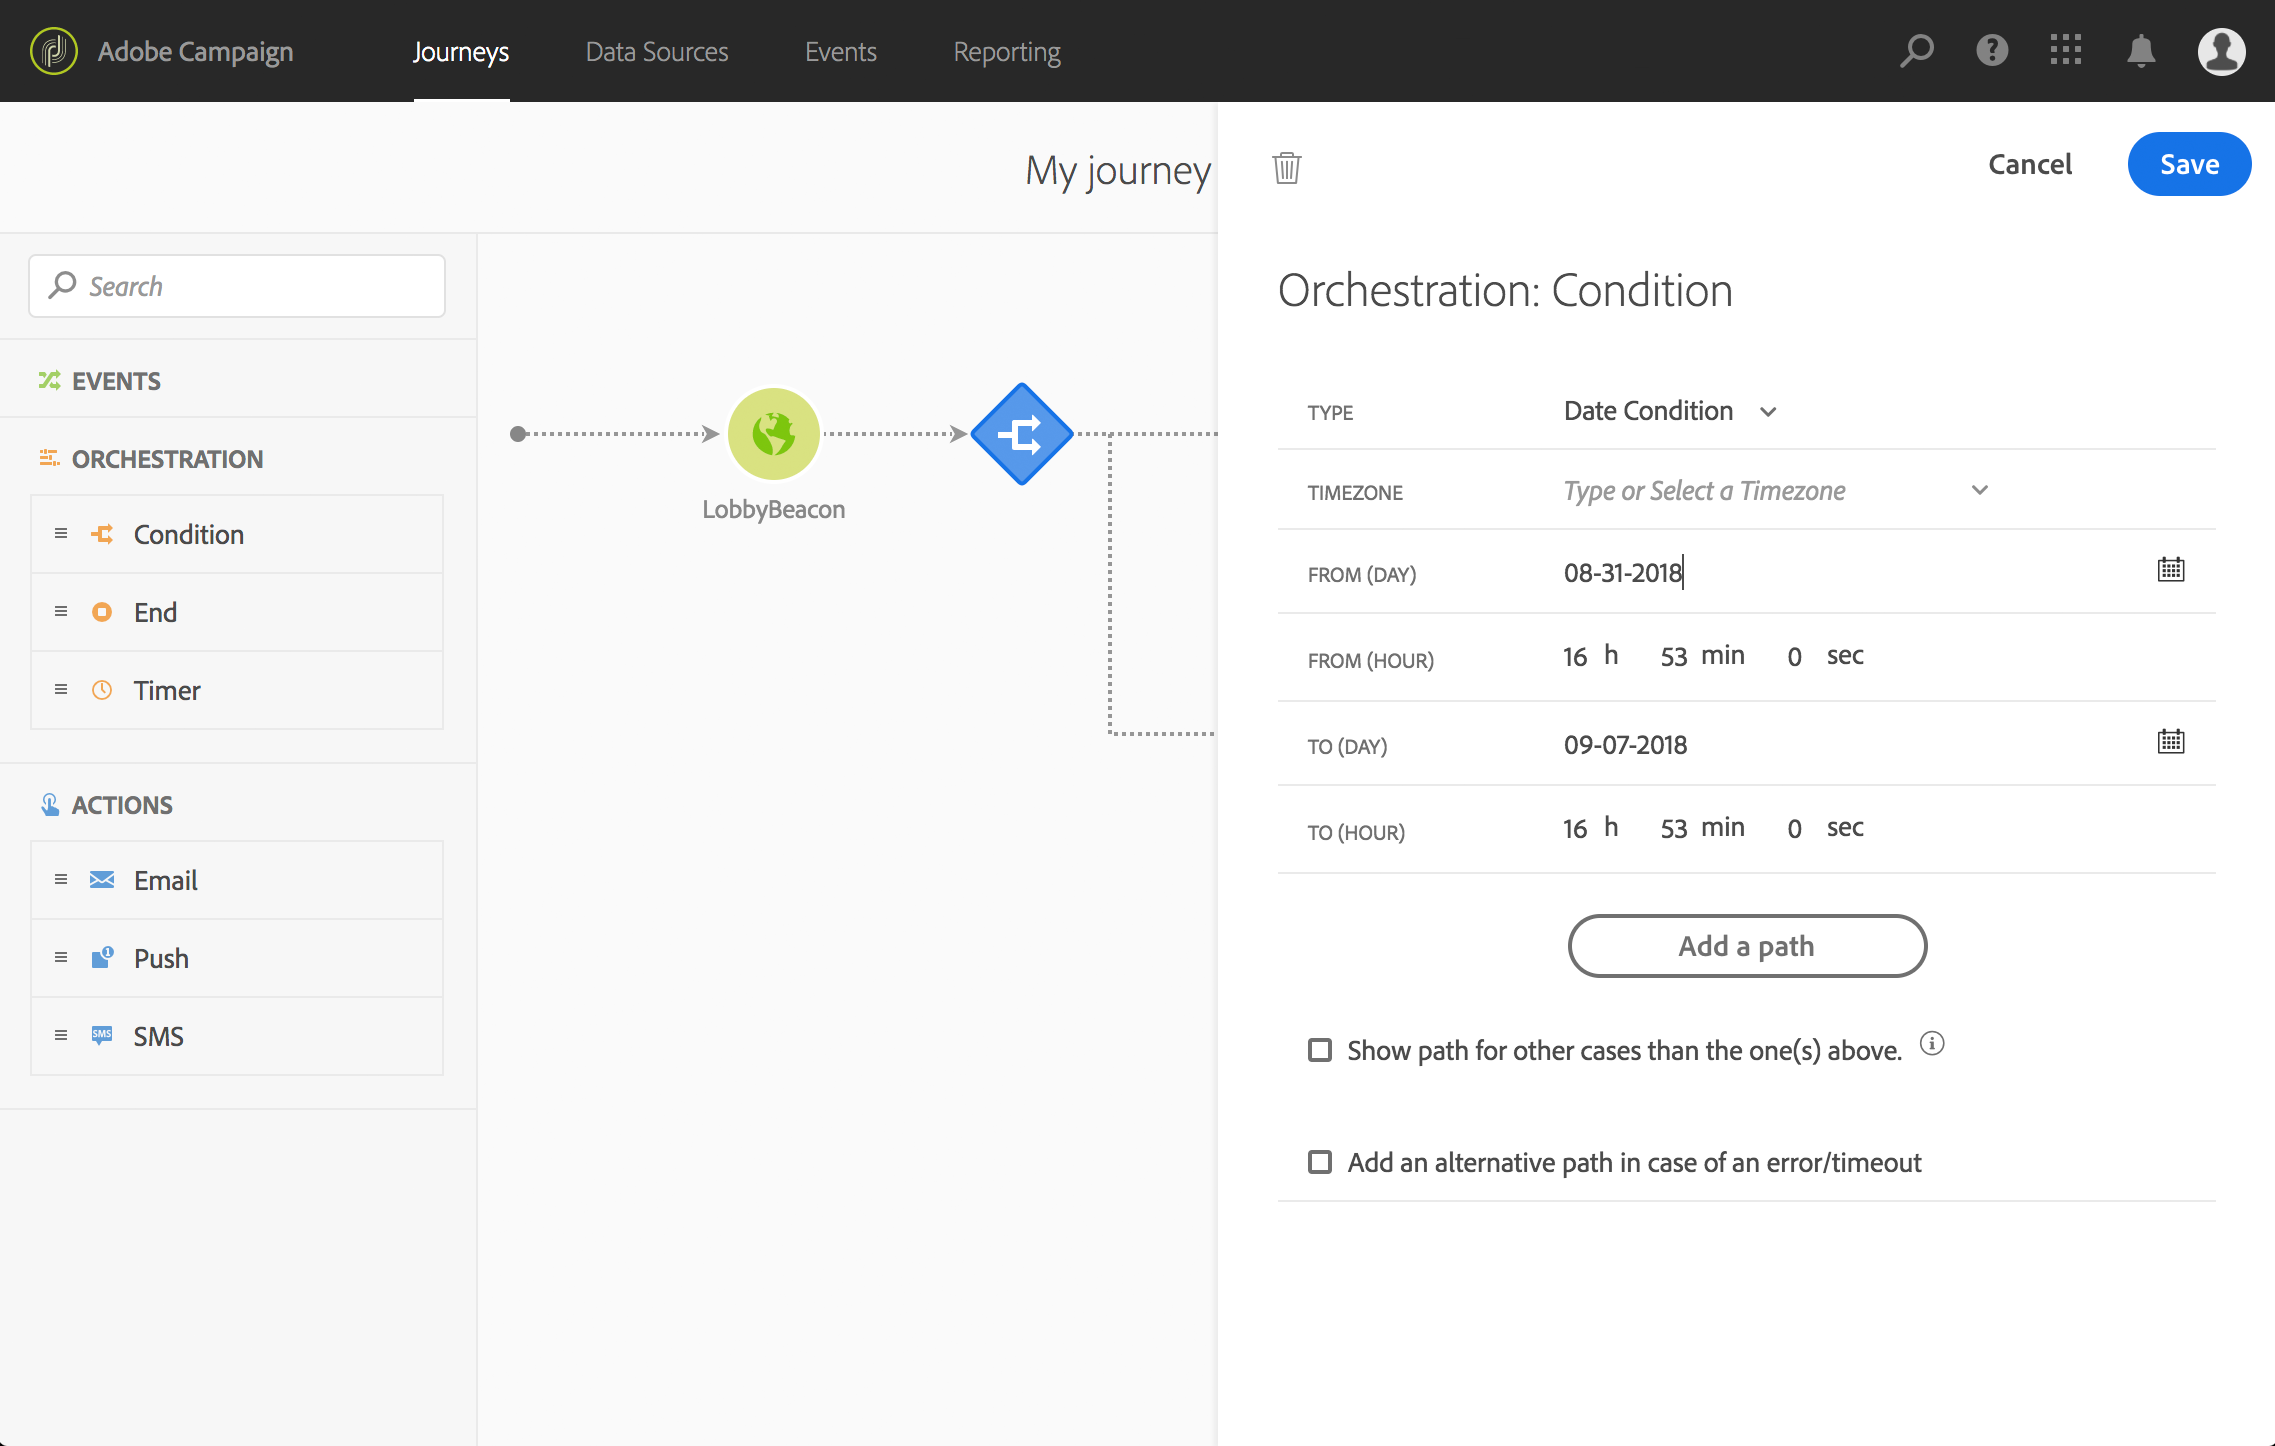 Adobe Campaign
Journeys
Data Sources
Events
Reporting
My journey
Cancel
Save
Search
EVENTS
ORCHESTRATION
Condition
End
Timer
ACTIONS
Email
Push
SMS
SMS
LobbyBeacon
Orchestration: Condition
TYPE Date Condition
TIMEZONE Type or Select a Timezone
FROM (DAY) 08-31-2018
FROM (HOUR) 16 h 53 min 0 sec
TO (DAY) 09-07-2018
TO (HOUR) 16 h 53 min 0 sec
Add a path
Show path for other cases than the one(s) above.
Add an alternative path in case of an error/timeout